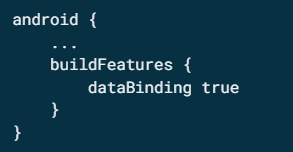 android {
    ...
    buildFeatures {
        dataBinding true
    }
}